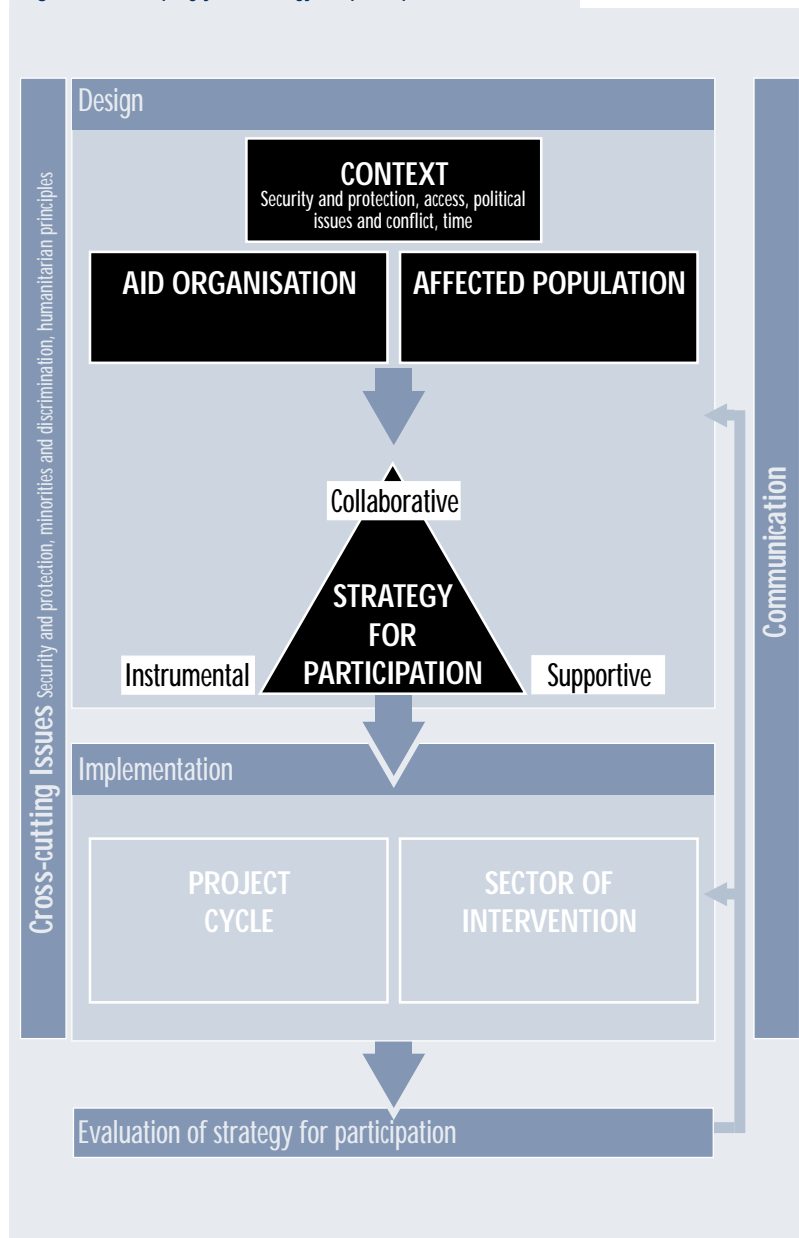 Design
CONTEXT
Security and protection, access, political
issues and conflict, time
AID ORGANISATION
AFFECTED POPULATION
Collaborative
STRATEGY
FOR
PARTICIPATION
Instrumental
Supportive
Implementation
PROJECT
CYCLE
SECTOR OF
INTERVENTION
Evaluation of strategy for participation
Cross-cutting Issues Security and protection, minorities and discrimination, humanitarian principles
Communication